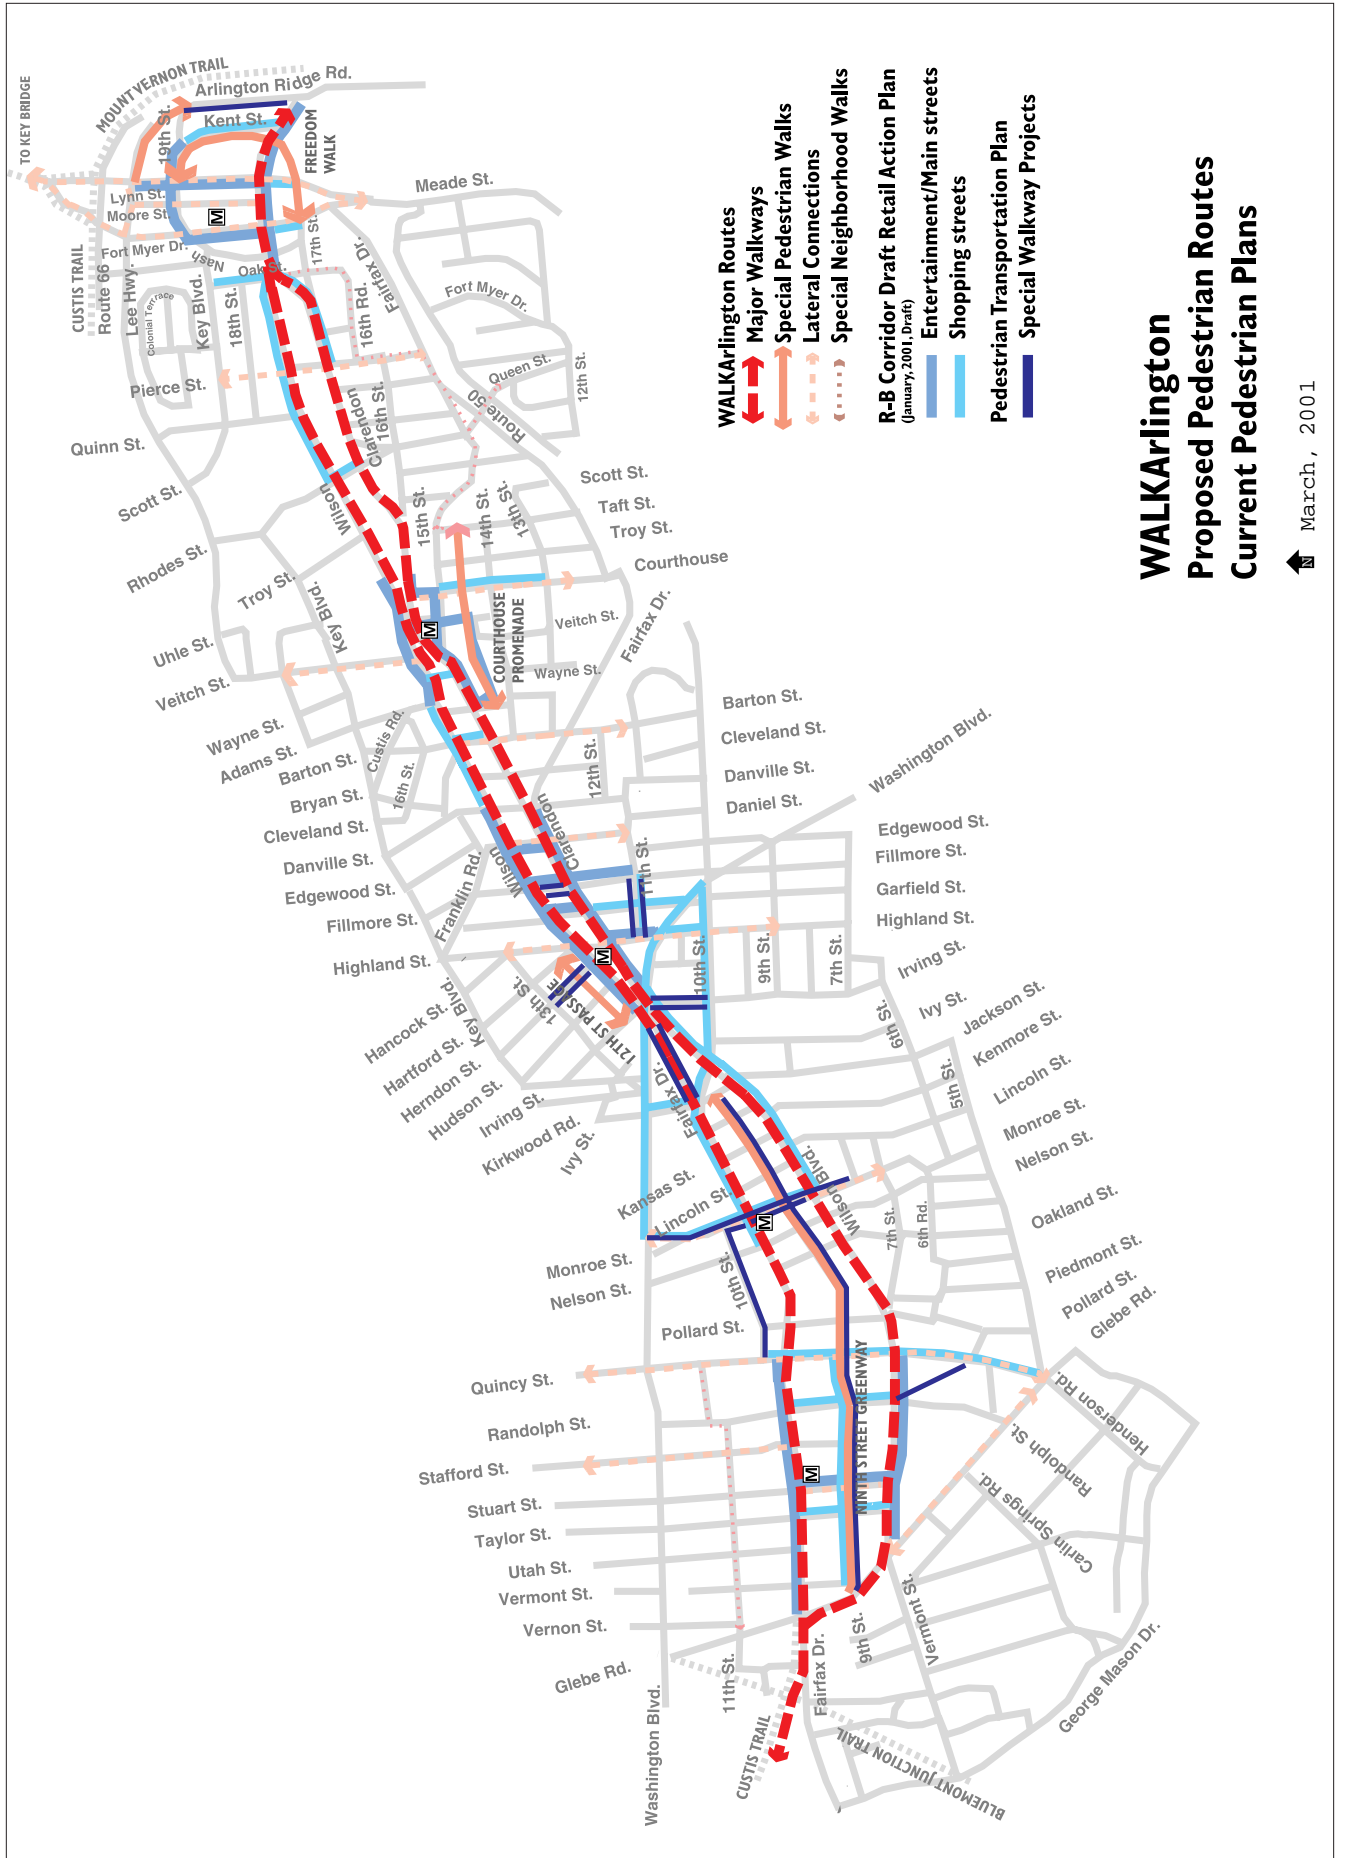 TO KEY BRIDGE
MOUNT VERNON TRAIL
Arlington Ridge Rd.
19th St.
Kent St.
FREEDOM
WALK
Lynn St.
Moore St.
M
Fort Myer Dr.
Nash
17th St.
Meade St.
CUSTIS TRAIL
Route 66
Lee Hwy.
Colonial Terrace
Key Blvd.
18th St.
Oak St.
16th Rd.
Fairfax Dr.
Fort Myer Dr.
Pierce St.
Clarendon
16th St.
Route 50
Queen St.
12th St.
Quinn St.
Scott St.
Wilson
15th St.
14th St.
13th St.
Scott St.
Taft St.
Troy St.
Courthouse
Rhodes St.
Troy St.
Key Blvd.
M
COURTHOUSE
PROMENADE
Veitch St.
Fairfax Dr.
Uhle St.
Veitch St.
Wayne St.
Wayne St.
Adams St.
Barton St.
Custis Rd.
16th St.
Bryan St.
Cleveland St.
Danville St.
Edgewood St.
Fillmore St.
Highland St.
12th St.
Barton St.
Cleveland St.
Danville St.
Daniel St.
Washington Blvd.
Edgewood St.
Fillmore St.
Garfield St.
Highland St.
Irving St.
Ivy St.
Jackson St.
Kenmore St.
Lincoln St.
Monroe St.
Nelson St.
Oakland St.
Piedmont St.
Pollard St.
Glebe Rd.
Clarendon
Wilson
Franklin Rd.
11th St.
M
10th St.
9th St.
7th St.
6th St.
5th St.
Key Blvd.
13th St.
12TH ST PASSAGE
Hancock St.
Hartford St.
Herndon St.
Hudson St.
Irving St.
Kirkwood Rd.
Ivy St.
Fairfax Dr.
Fairfax Dr.
Kansas St.
Lincoln St.
M
Wilson Blvd.
Wilson
7th St.
6th Rd.
Monroe St.
Nelson St.
10th St.
Pollard St.
Quincy St.
Randolph St.
Stafford St.
Stuart St.
Taylor St.
Utah St.
Vermont St.
Vernon St.
Glebe Rd.
NINTH STREET GREENWAY
M
Henderson Rd.
Randolph St.
Carlin Springs Rd.
Vermont St.
9th St.
Fairfax Dr.
11th St.
Washington Blvd.
CUSTIS TRAIL
BLUEMONT JUNCTION TRAIL
George Mason Dr.
WALKArlington Routes
Major Walkways
Special Pedestrian Walks
Lateral Connections
Special Neighborhood Walks
R-B Corridor Draft Retail Action Plan
(January, 2001, Draft)
Entertainment/Main streets
Shopping streets
Pedestrian Transportation Plan
Special Walkway Projects
WALKArlington
Proposed Pedestrian Routes
Current Pedestrian Plans
N
March, 2001